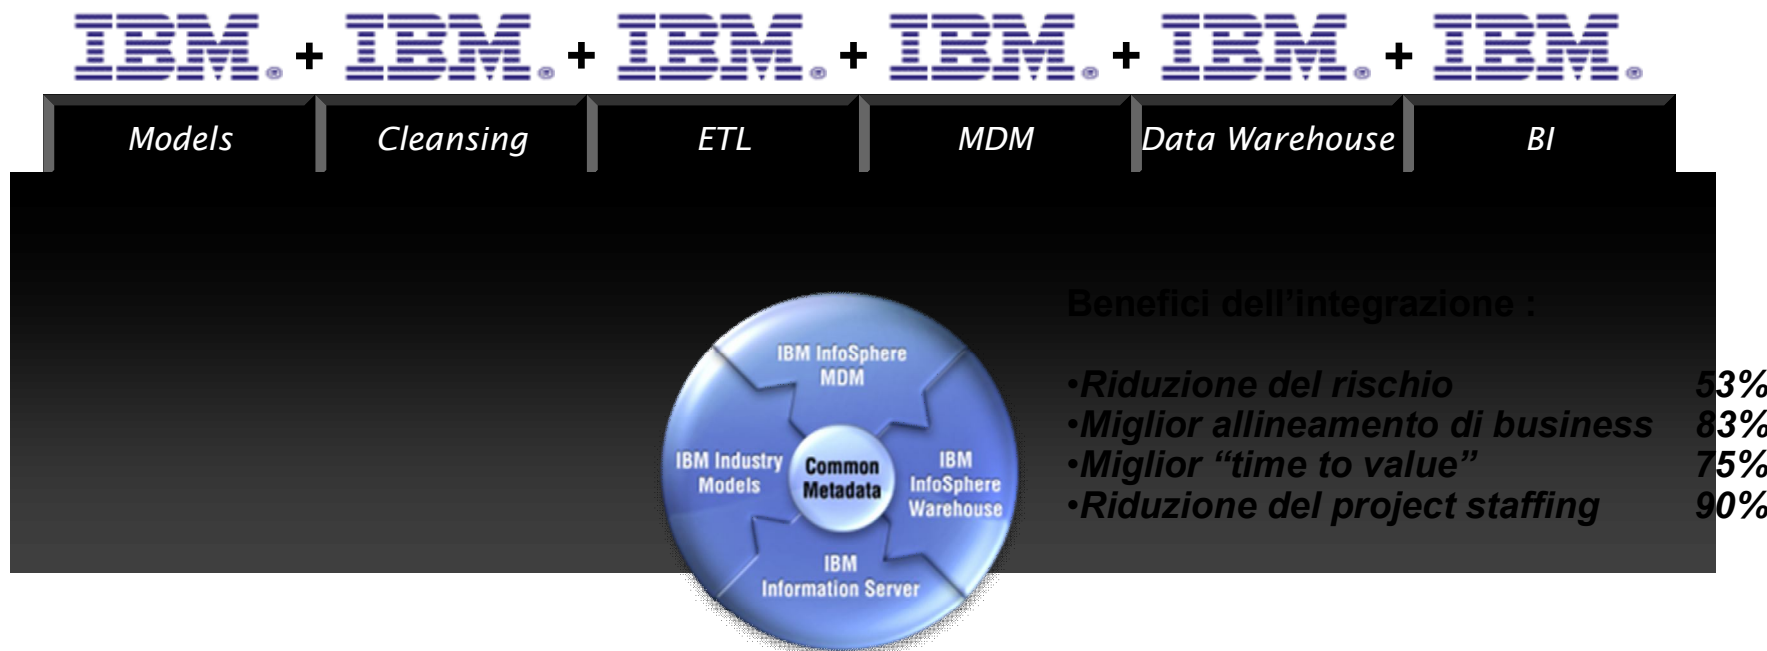 IBM® + IBM® + IBM® + IBM® + IBM® + IBM®
Models Cleansing ETL MDM Data Warehouse BI
Benefici dell’integrazione :
•Riduzione del rischio 53%
•Miglior allineamento di business 83%
•Miglior “time to value” 75%
•Riduzione del project staffing 90%
IBM InfoSphere
MDM
IBM Industry
Models
Common
Metadata
IBM
InfoSphere
Warehouse
IBM
Information Server